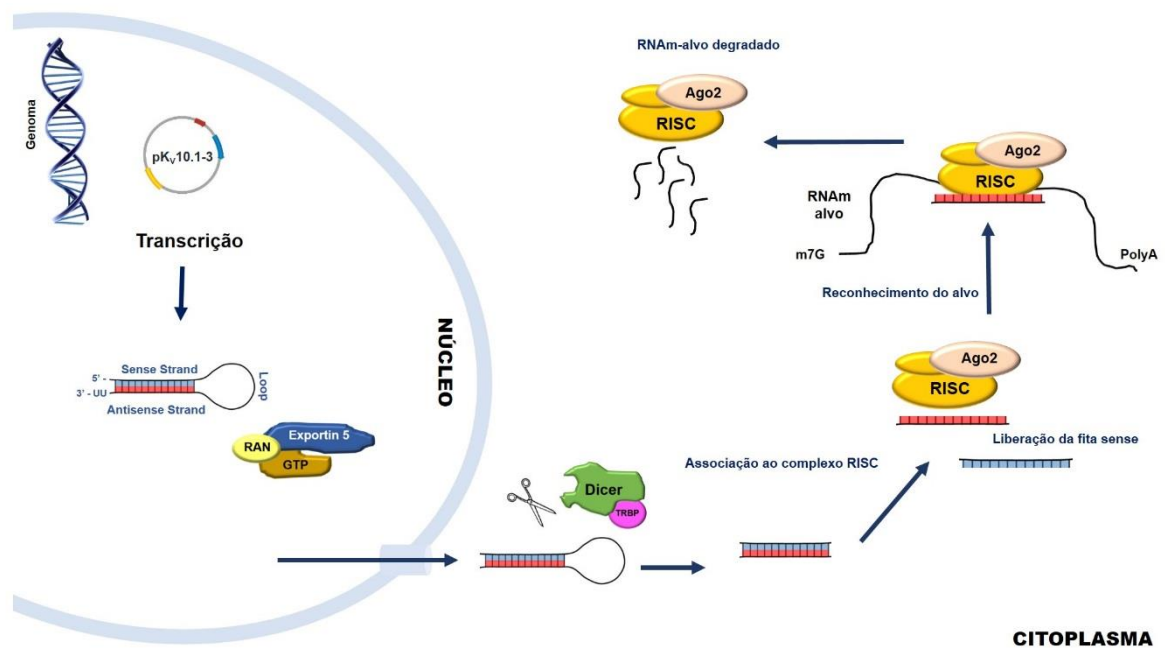 Genoma
pKV10.1-3
Transcrição
Sense Strand
5' -
3' - UU
Antisense Strand
Loop
RAN
Exportin 5
GTP
NÚCLEO
Dicer
TRBP
Associação ao complexo RISC
Ago2
RISC
Liberação da fita sense
Reconhecimento do alvo
Ago2
RISC
RNAm
alvo
m7G
PolyA
RNAm-alvo degradado
Ago2
RISC
CITOPLASMA